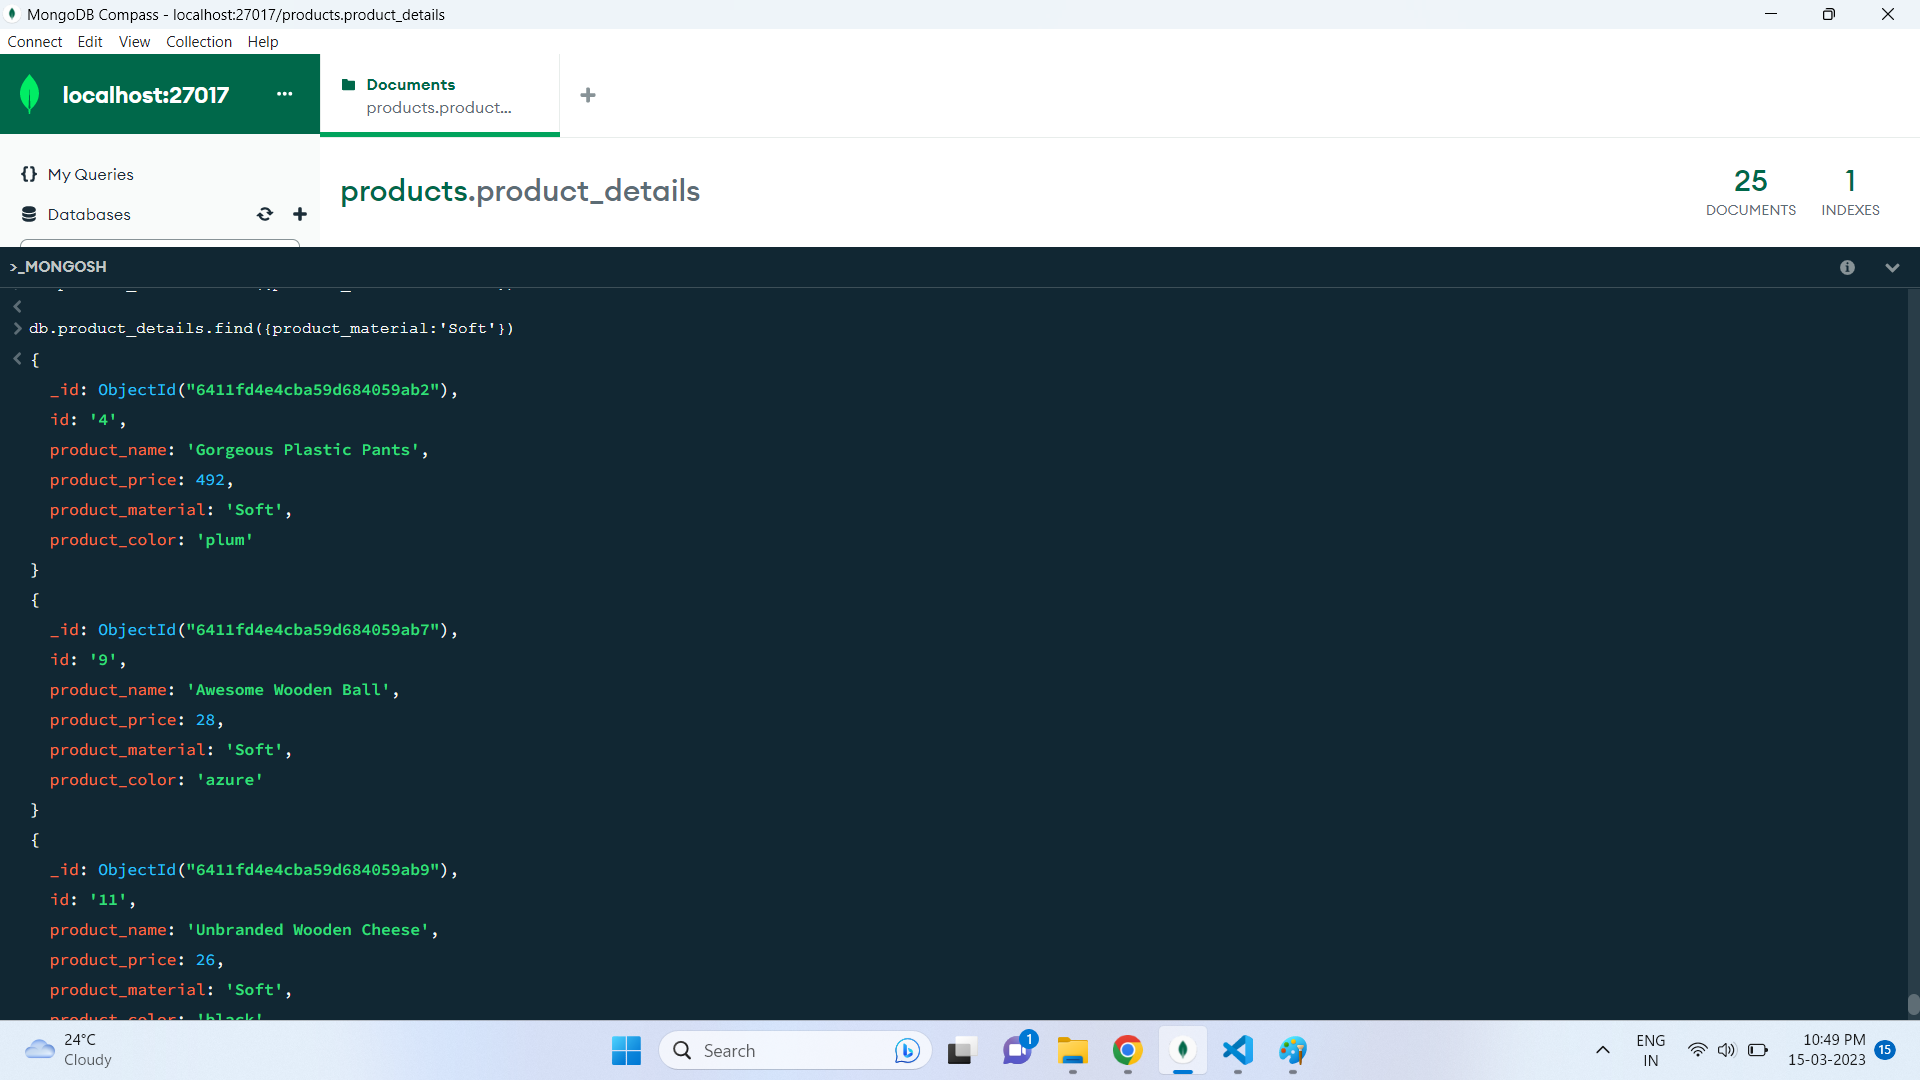 MongoDB Compass - localhost:27017/products.product_details
Connect Edit View Collection Help
localhost:27017 ...
Documents
products.product...
{} My Queries
Databases
products.product_details
25
DOCUMENTS
1
INDEXES
>_MONGOSH
db.product_details.find({product_material:'Soft'})
{
_id: ObjectId("6411fd4e4cba59d684059ab2"),
id: '4',
product_name: 'Gorgeous Plastic Pants',
product_price: 492,
product_material: 'Soft',
product_color: 'plum'
}
{
_id: ObjectId("6411fd4e4cba59d684059ab7"),
id: '9',
product_name: 'Awesome Wooden Ball',
product_price: 28,
product_material: 'Soft',
product_color: 'azure'
}
{
_id: ObjectId("6411fd4e4cba59d684059ab9"),
id: '11',
product_name: 'Unbranded Wooden Cheese',
product_price: 26,
product_material: 'Soft',
product_color: 'black'
24°C
Cloudy
Search
1
ENG
IN
10:49 PM
15-03-2023
15